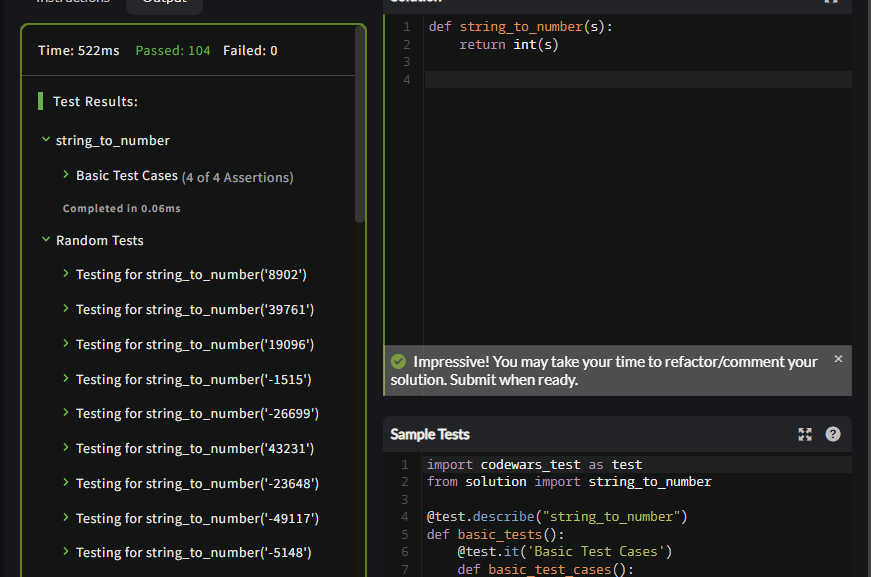 Instructions
Output
Time: 522ms Passed: 104 Failed: 0
Test Results:
string_to_number
Basic Test Cases (4 of 4 Assertions)
Completed in 0.06ms
Random Tests
Testing for string_to_number('8902')
Testing for string_to_number('39761')
Testing for string_to_number('19096')
Testing for string_to_number('-1515')
Testing for string_to_number('-26699')
Testing for string_to_number('43231')
Testing for string_to_number('-23648')
Testing for string_to_number('-49117')
Testing for string_to_number('-5148')
Solution
1 def string_to_number(s):
2     return int(s)
3
4
Impressive! You may take your time to refactor/comment your
solution. Submit when ready.
Sample Tests
1 import codewars_test as test
2 from solution import string_to_number
3
4 @test.describe("string_to_number")
5 def basic_tests():
6     @test.it('Basic Test Cases')
7     def basic_test_cases():